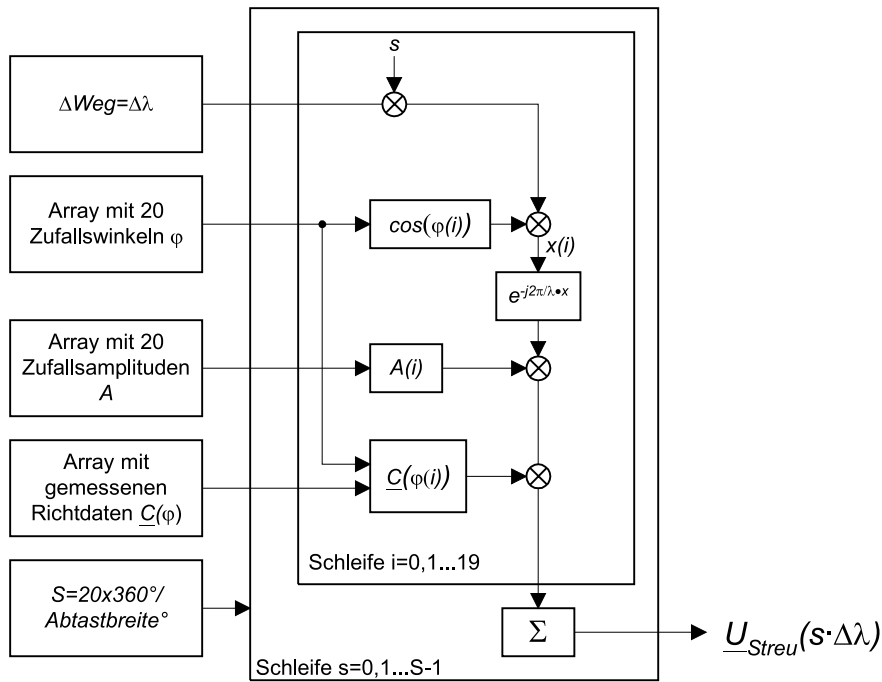 s
ΔWeg=Δλ
Array mit 20
Zufallswinkeln φ
cos(φ(i))
x(i)
e^-j2π/λ•x
Array mit 20
Zufallsamplituden
A
A(i)
Array mit
gemessenen
Richtdaten C(φ)
C(φ(i))
Schleife i=0,1...19
S=20x360°/
Abtastbreite°
Σ
U_Streu(s·Δλ)
Schleife s=0,1...S-1